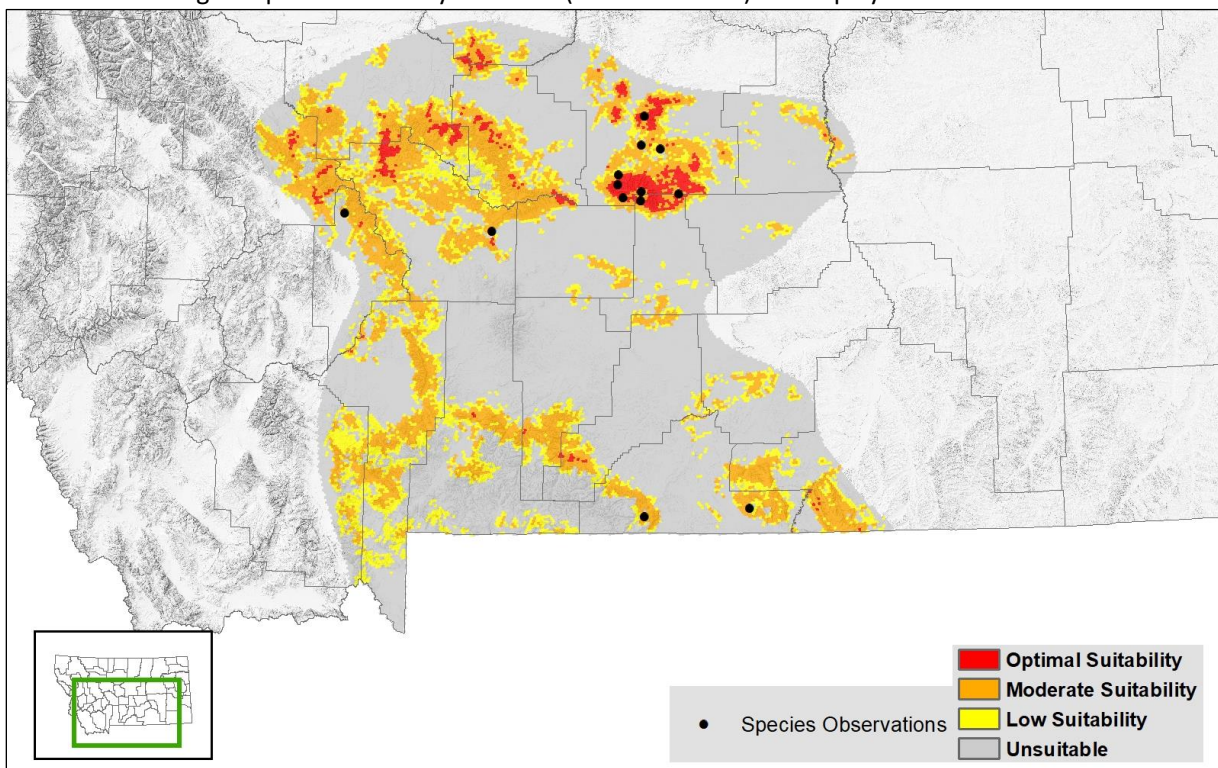 Optimal Suitability
Moderate Suitability
Low Suitability
Unsuitable
Species Observations